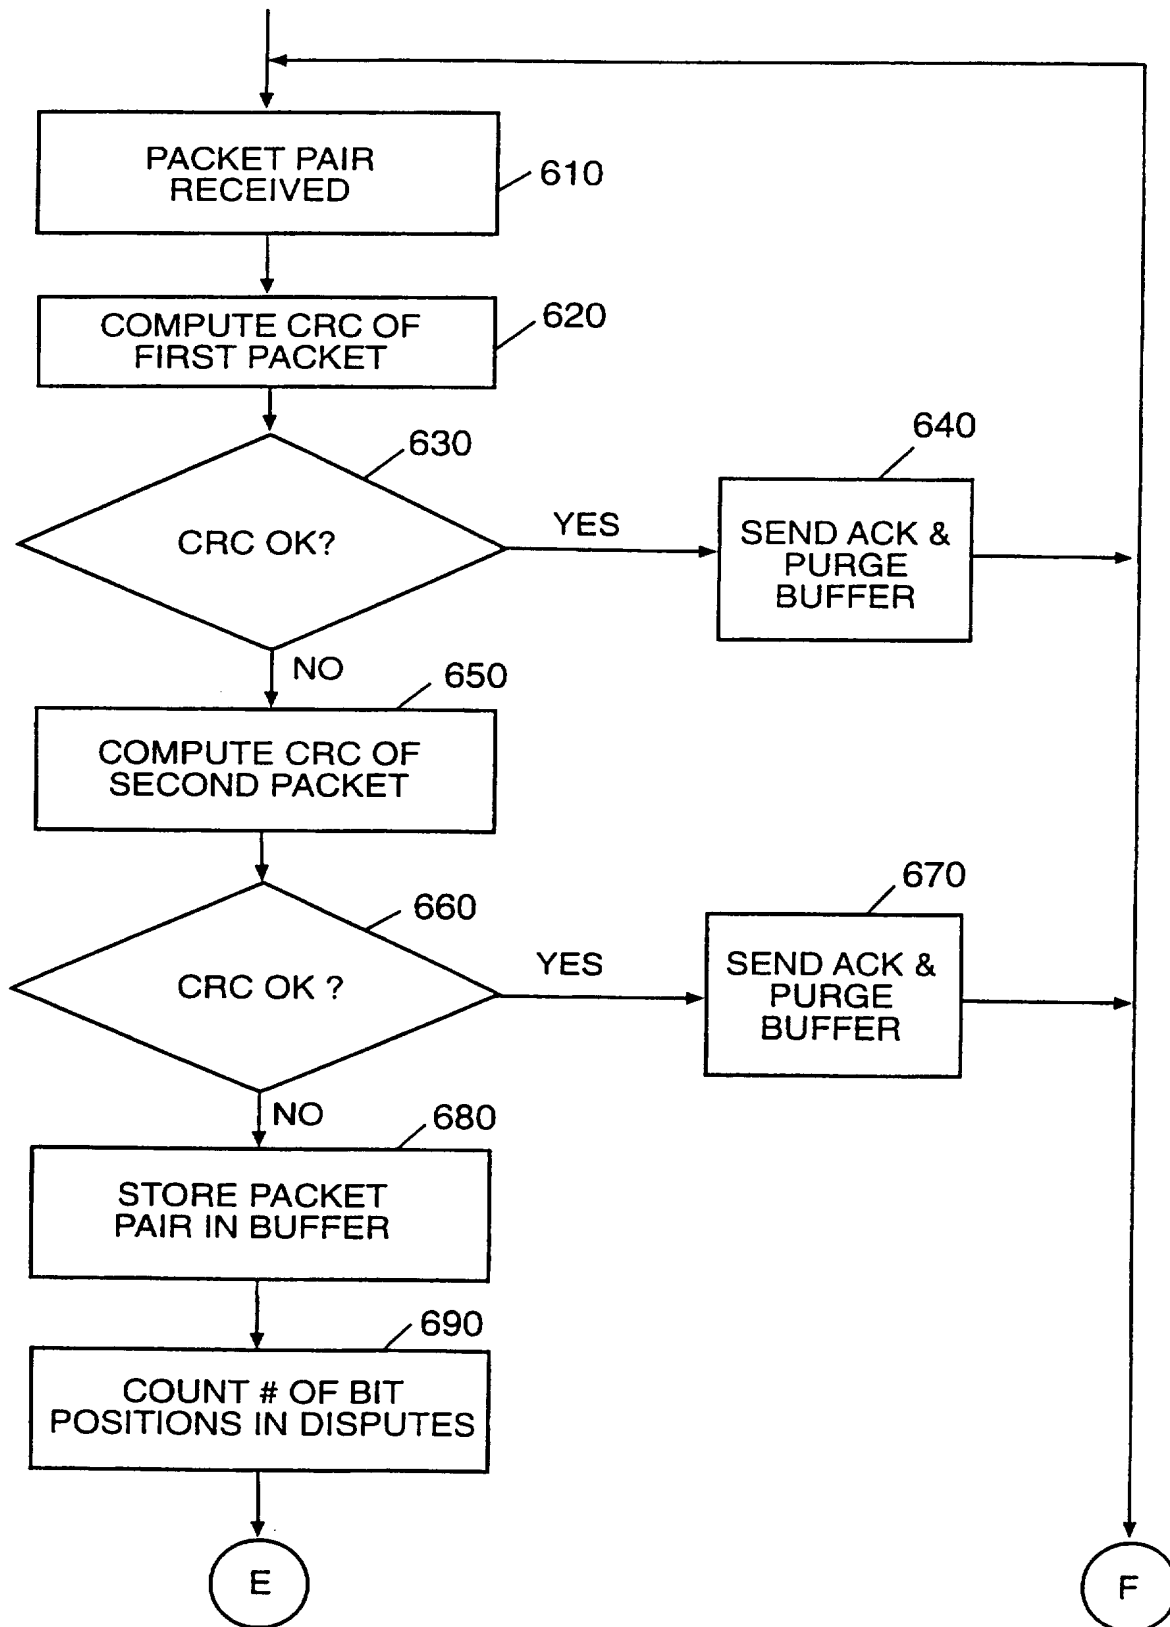 PACKET PAIR
RECEIVED
610
COMPUTE CRC OF
FIRST PACKET
620
630
CRC OK?
YES
640
SEND ACK &
PURGE
BUFFER
NO
650
COMPUTE CRC OF
SECOND PACKET
660
CRC OK ?
YES
670
SEND ACK &
PURGE
BUFFER
NO
680
STORE PACKET
PAIR IN BUFFER
690
COUNT # OF BIT
POSITIONS IN DISPUTES
E
F